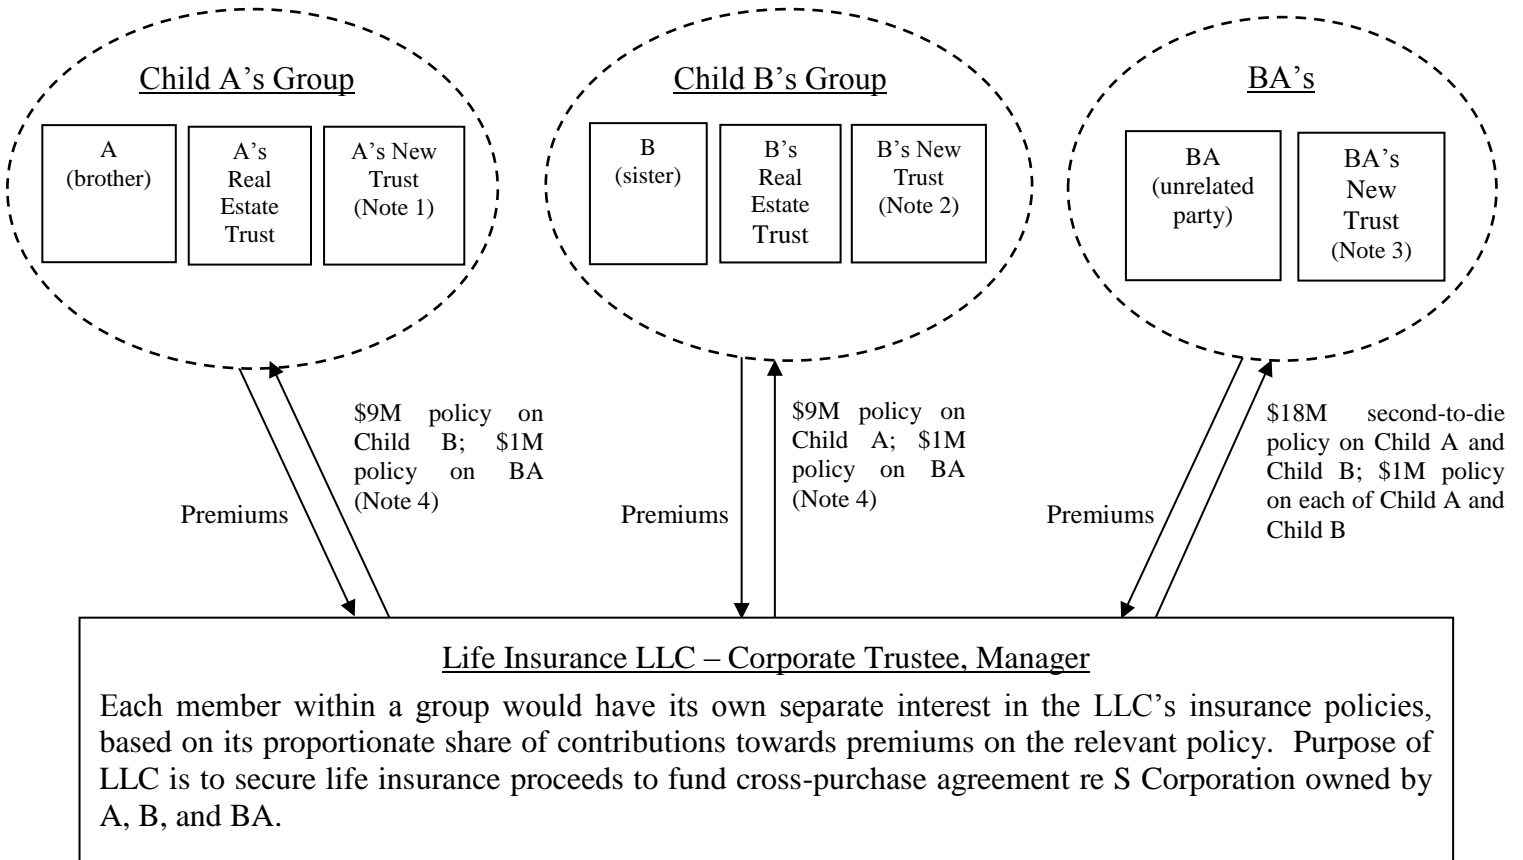 Child A’s Group
A
(brother)
A’s
Real
Estate
Trust
A’s New
Trust
(Note 1)
Child B’s Group
B
(sister)
B’s
Real
Estate
Trust
B’s New
Trust
(Note 2)
BA’s
BA
(unrelated
party)
BA’s
New
Trust
(Note 3)
Premiums
$9M policy on
Child B; $1M
policy on BA
(Note 4)
Premiums
$9M policy on
Child A; $1M
policy on BA
(Note 4)
Premiums
$18M second-to-die
policy on Child A and
Child B; $1M policy
on each of Child A and
Child B
Life Insurance LLC – Corporate Trustee, Manager
Each member within a group would have its own separate interest in the LLC’s insurance policies,
based on its proportionate share of contributions towards premiums on the relevant policy. Purpose of
LLC is to secure life insurance proceeds to fund cross-purchase agreement re S Corporation owned by
A, B, and BA.